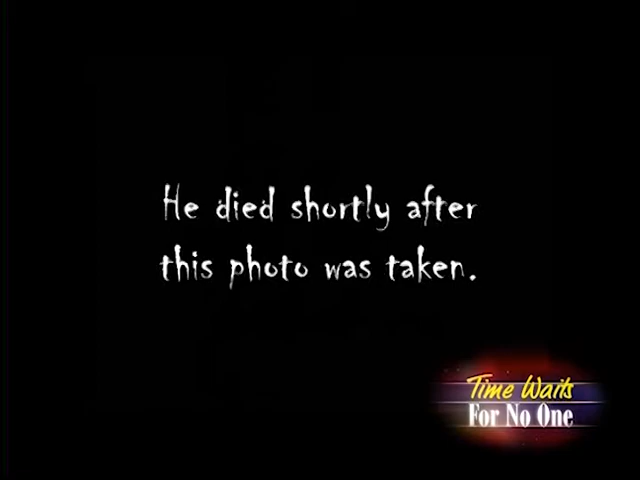 He died shortly after
this photo was taken.
Time Waits
For No One